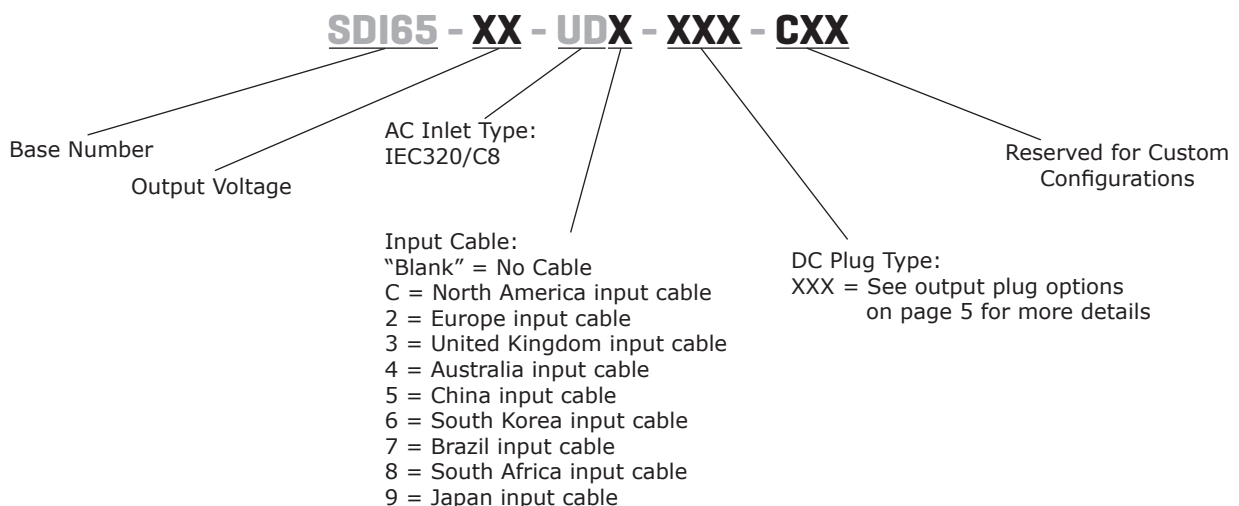 SDI65 - XX - UDX - XXX - CXX
Base Number
Output Voltage
AC Inlet Type:
IEC320/C8
Input Cable:
“Blank” = No Cable
C = North America input cable
2 = Europe input cable
3 = United Kingdom input cable
4 = Australia input cable
5 = China input cable
6 = South Korea input cable
7 = Brazil input cable
8 = South Africa input cable
9 = Japan input cable
DC Plug Type:
XXX = See output plug options
on page 5 for more details
Reserved for Custom
Configurations